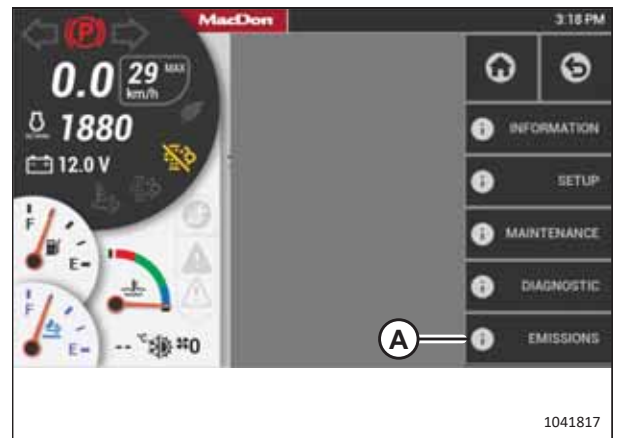 MacDon
3:18 PM
(P)
0.0
29 MAX
km/h
1880
12.0 V
F
E
F
E
-- °C
0
INFORMATION
SETUP
MAINTENANCE
DIAGNOSTIC
EMISSIONS
A
1041817